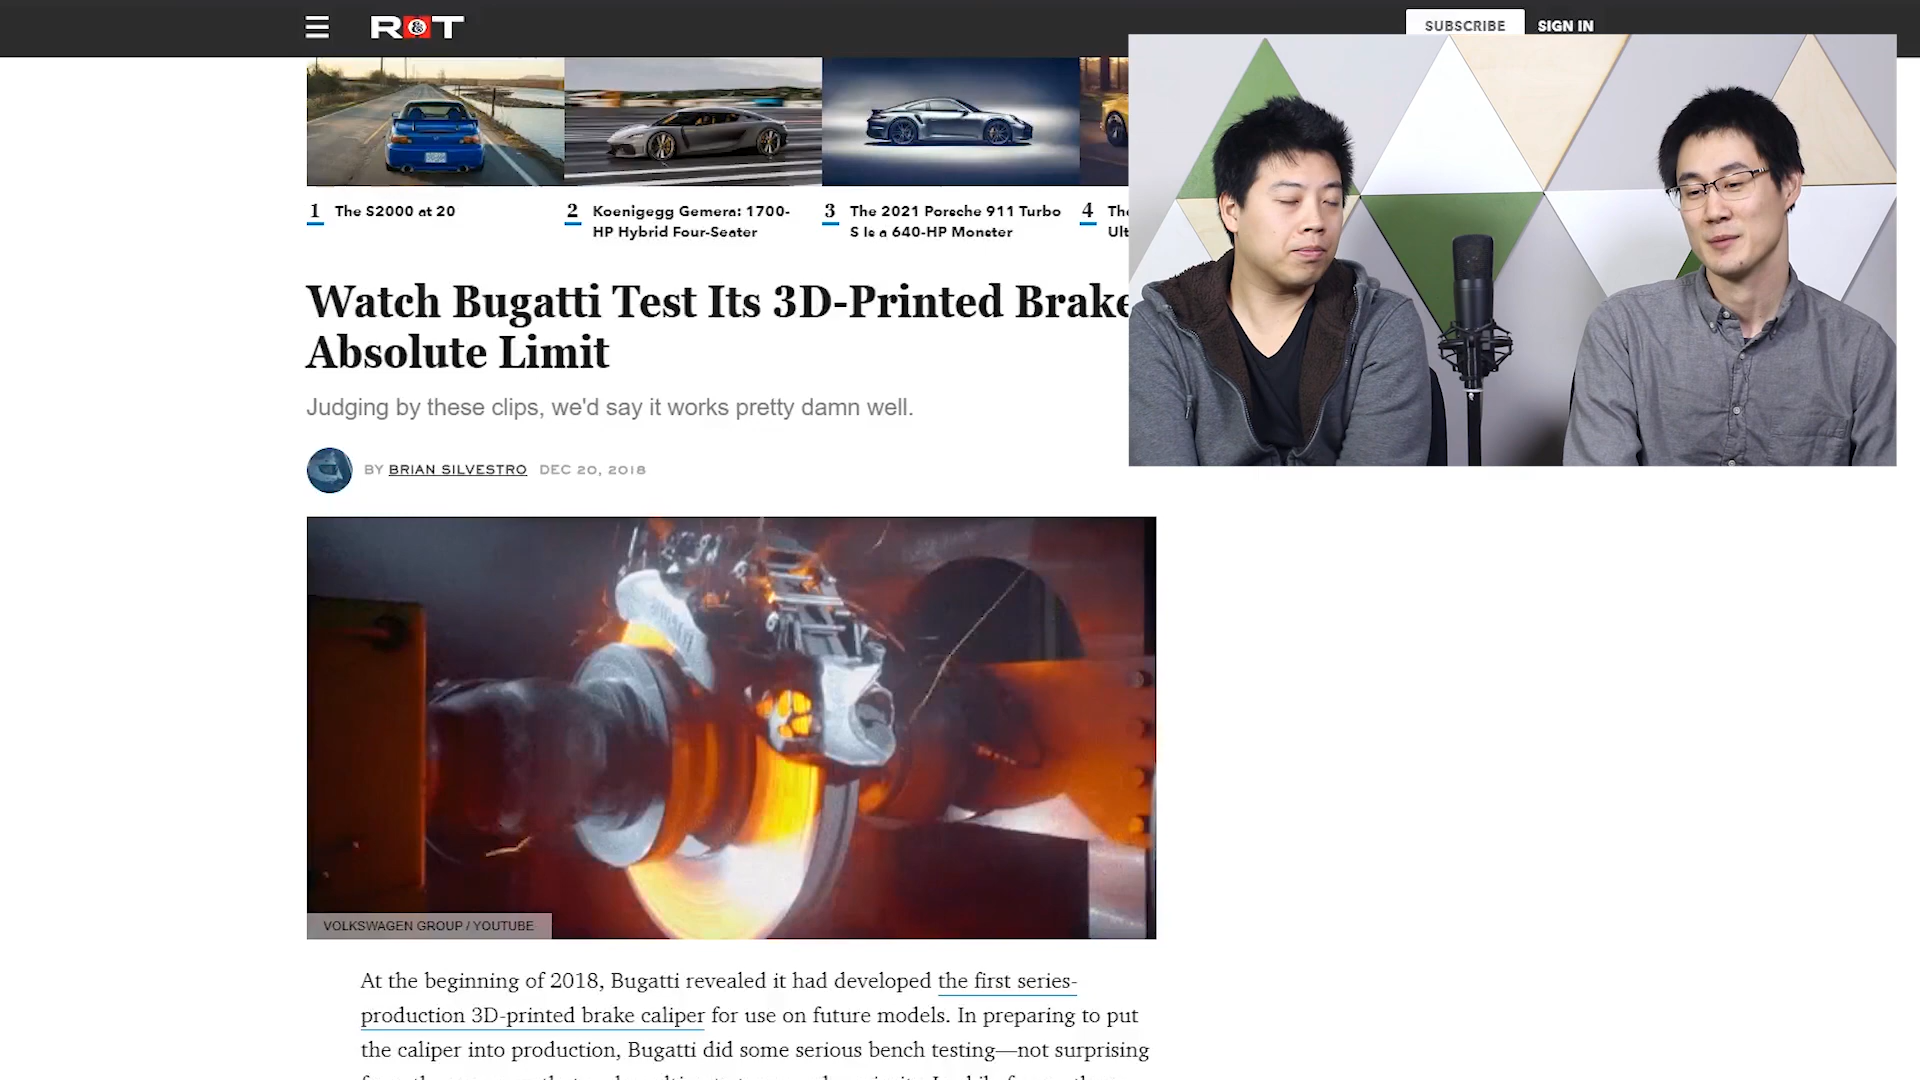 R&T
SUBSCRIBE
SIGN IN
1 The S2000 at 20
2 Koenigegg Gemera: 1700-
HP Hybrid Four-Seater
3 The 2021 Porsche 911 Turbo
S Is a 640-HP Monster
4 The
Ult
Watch Bugatti Test Its 3D-Printed Brake
Absolute Limit
Judging by these clips, we'd say it works pretty damn well.
BY BRIAN SILVESTRO DEC 20, 2018
VOLKSWAGEN GROUP / YOUTUBE
At the beginning of 2018, Bugatti revealed it had developed the first series-
production 3D-printed brake caliper for use on future models. In preparing to put
the caliper into production, Bugatti did some serious bench testing—not surprising